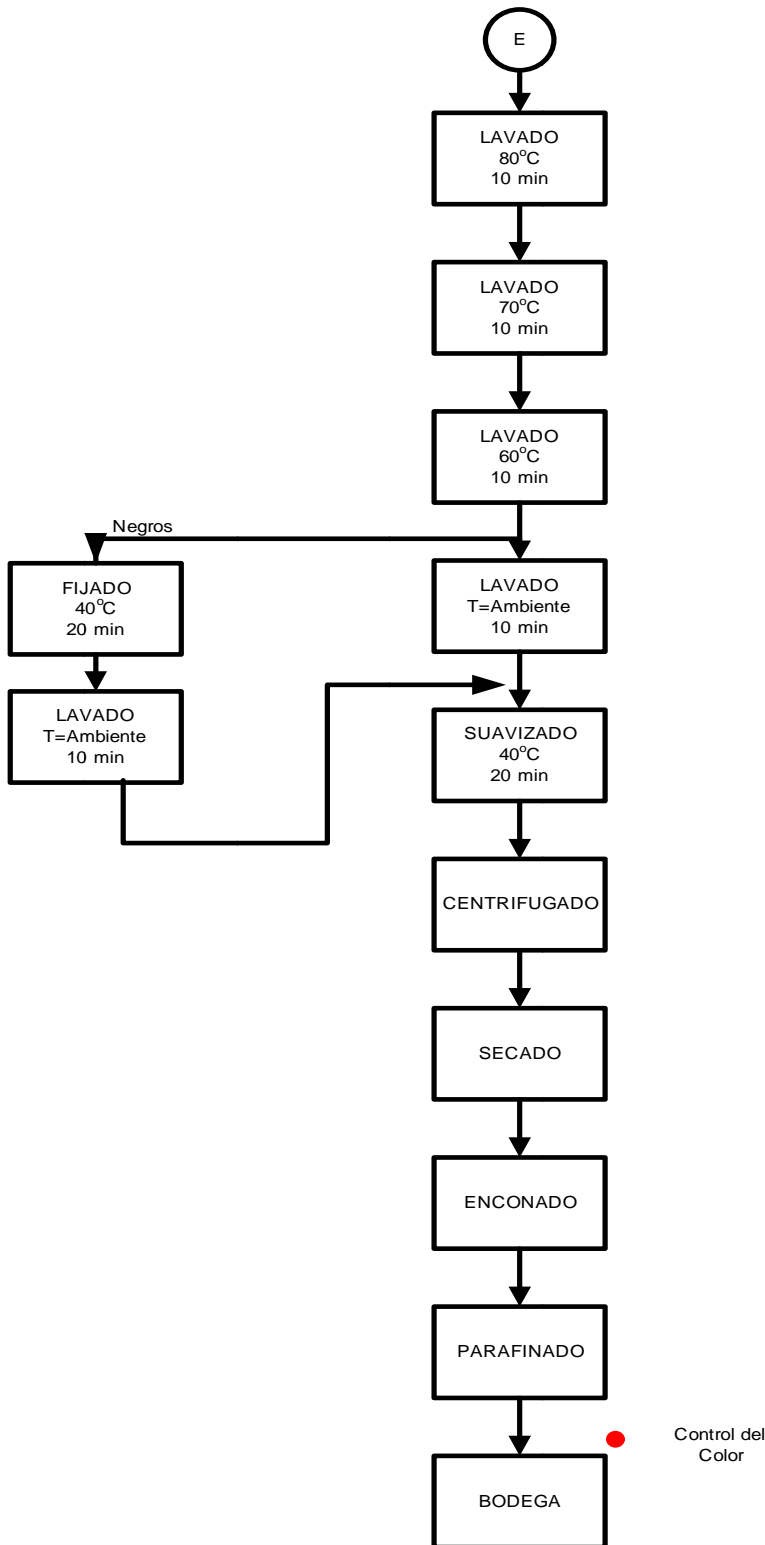 E
LAVADO
80°C
10 min
LAVADO
70°C
10 min
LAVADO
60°C
10 min
Negros
FIJADO
40°C
20 min
LAVADO
T=Ambiente
10 min
LAVADO
T=Ambiente
10 min
SUAVIZADO
40°C
20 min
CENTRIFUGADO
SECADO
ENCONADO
PARAFINADO
Control del
Color
BODEGA